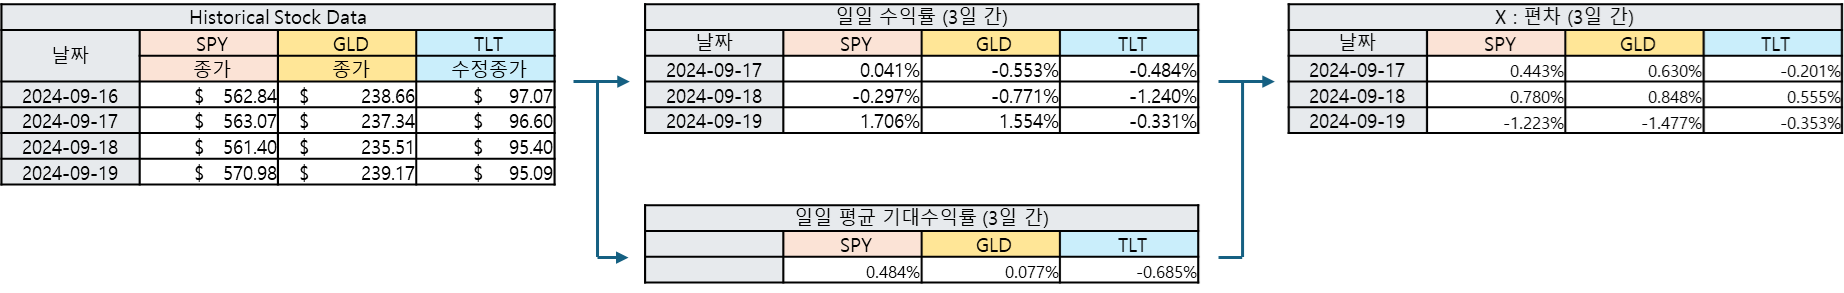 Historical Stock Data
날짜 SPY GLD TLT
종가 종가 수정종가
2024-09-16 $ 562.84 $ 238.66 $ 97.07
2024-09-17 $ 563.07 $ 237.34 $ 96.60
2024-09-18 $ 561.40 $ 235.51 $ 95.40
2024-09-19 $ 570.98 $ 239.17 $ 95.09
일일 수익률 (3일 간)
날짜 SPY GLD TLT
2024-09-17 0.041% -0.553% -0.484%
2024-09-18 -0.297% -0.771% -1.240%
2024-09-19 1.706% 1.554% -0.331%
일일 평균 기대수익률 (3일 간)
SPY GLD TLT
0.484% 0.077% -0.685%
X : 편차 (3일 간)
날짜 SPY GLD TLT
2024-09-17 0.443% 0.630% -0.201%
2024-09-18 0.780% 0.848% 0.555%
2024-09-19 -1.223% -1.477% -0.353%